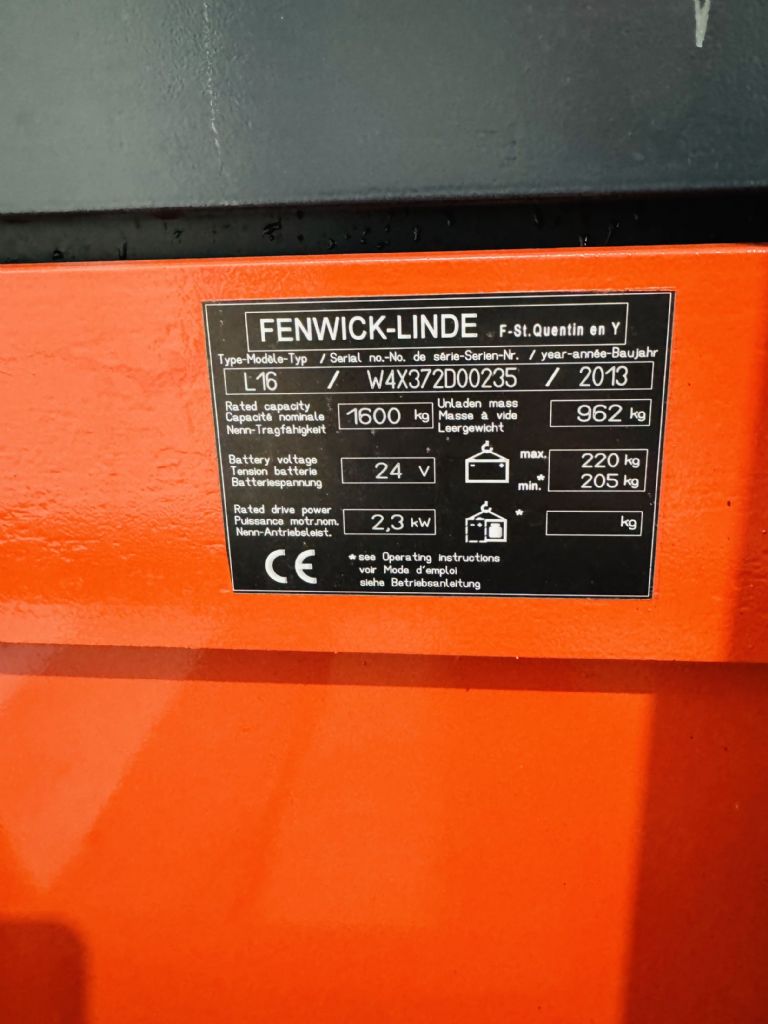 FENWICK-LINDE F-St.Quentin en Y
Type-Modèle-Typ / Serial no.-No. de série-Serien-Nr. / year-année-Baujahr
L16 / W4X372D00235 / 2013
Rated capacity
Capacité nominale
Nenn-Tragfähigkeit
1600 kg
Unladen mass
Masse à vide
Leergewicht
962 kg
Battery voltage
Tension batterie
Batteriespannung
24 V
max. 220 kg
min.* 205 kg
Rated drive power
Puissance motr.nom.
Nenn-Antriebsleist.
2,3 kW
* kg
CE
*see Operating instructions
voir Mode d'emploi
siehe Betriebsanleitung